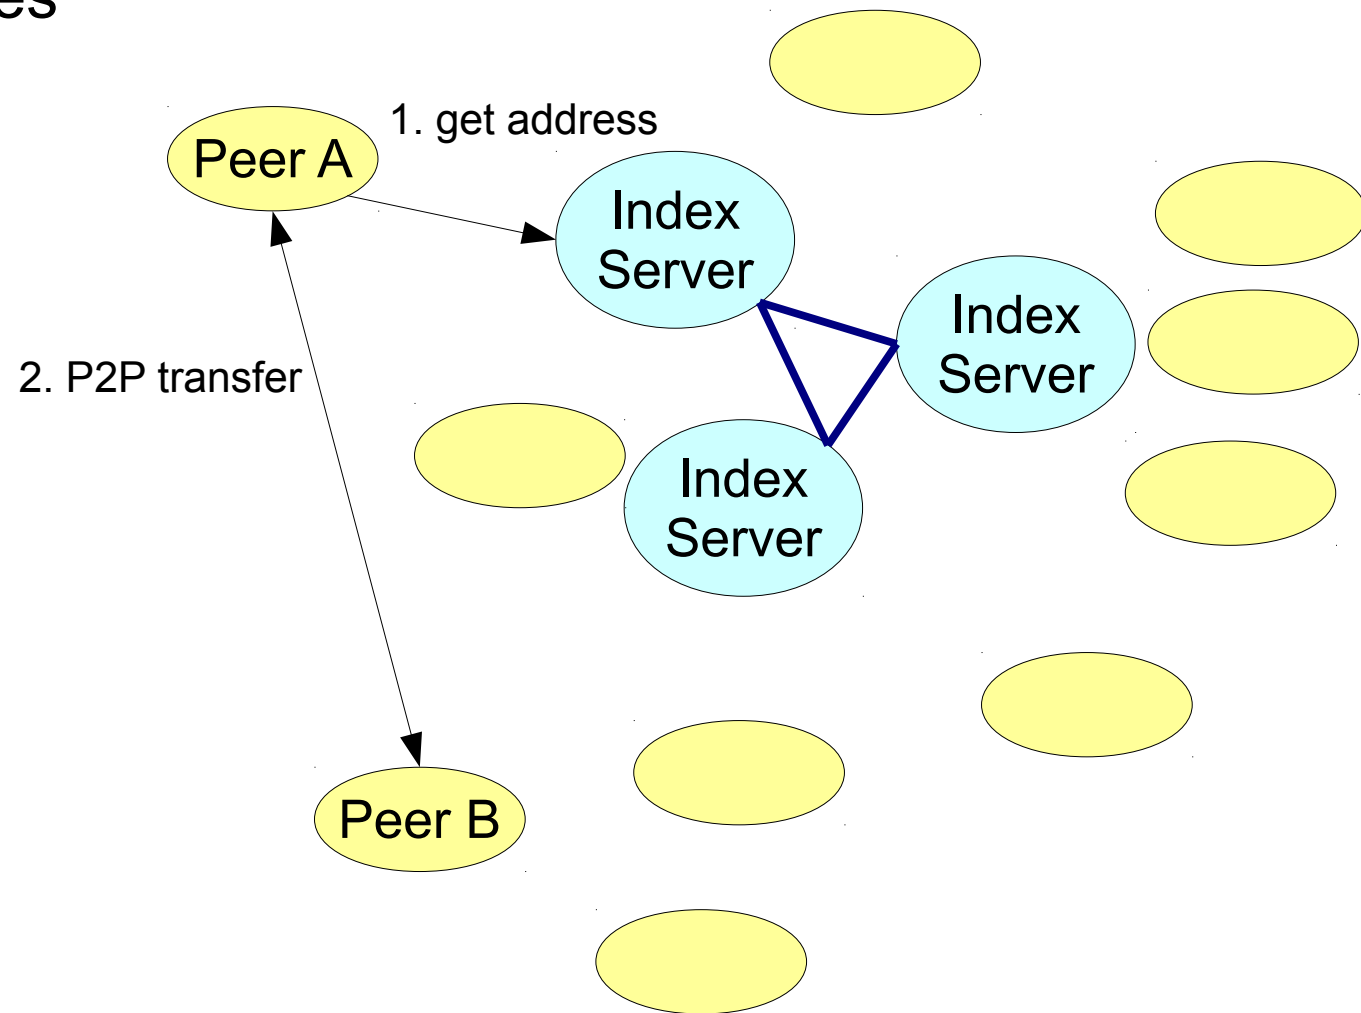 1. get address
Peer A
Index
Server
Index
Server
2. P2P transfer
Index
Server
Peer B